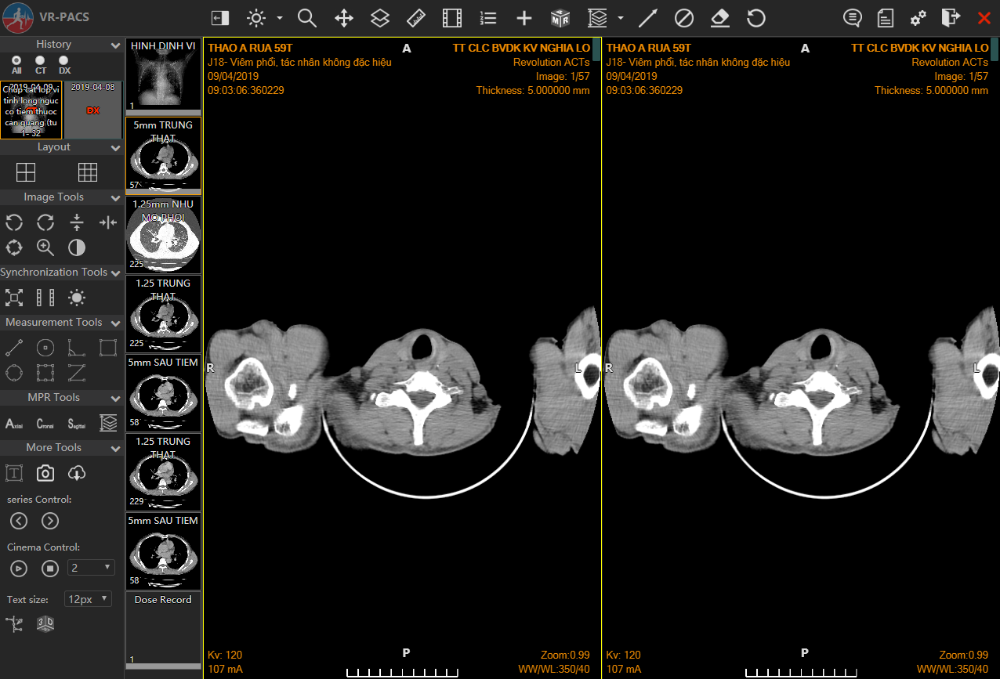 VR-PACS
History
All CT DX
2019-04-09
Chup cat lop vi
tinh long nguc
co tiem thuoc
can quang (tu
1- 32
2019-04-08
DX
Layout
Image Tools
Synchronization Tools
Measurement Tools
MPR Tools
Axial Cronal Sagittal
More Tools
T
series Control:
Cinema Control:
2
Text size: 12px
3D
HINH DINH VI
1
5mm TRUNG
THAT
57
1.25mm NHU
MO PHOI
225
1.25 TRUNG
THAT
225
5mm SAU TIEM
58
1.25 TRUNG
THAT
229
5mm SAU TIEM
58
Dose Record
1
MR
THAO A RUA 59T
J18- Viêm phổi, tác nhân không đặc hiệu
09/04/2019
09:03:06:360229
A
TT CLC BVDK KV NGHIA LO
Revolution ACTs
Image: 1/57
Thickness: 5.000000 mm
R
L
Kv: 120
107 mA
P
Zoom:0.99
WW/WL:350/40
THAO A RUA 59T
J18- Viêm phổi, tác nhân không đặc hiệu
09/04/2019
09:03:06:360229
A
TT CLC BVDK KV NGHIA LO
Revolution ACTs
Image: 1/57
Thickness: 5.000000 mm
R
L
Kv: 120
107 mA
P
Zoom:0.99
WW/WL:350/40